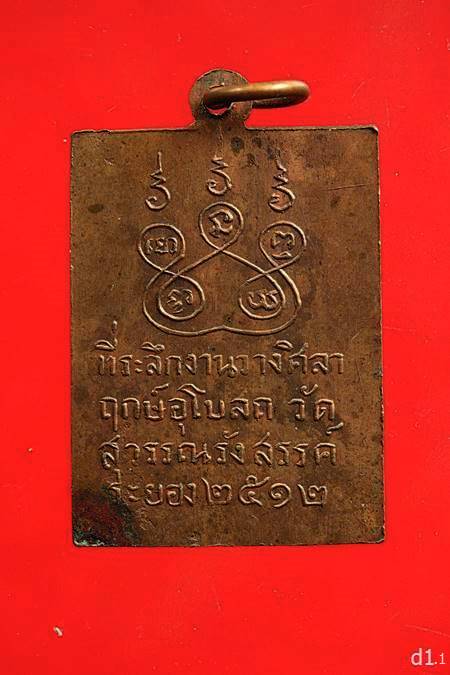 ที่ระลึกงานวางศิลา
ฤกษ์อุโบสถ วัด
สุวรรณรังสรรค์
ระยอง ๒๕๑๒
d1.1